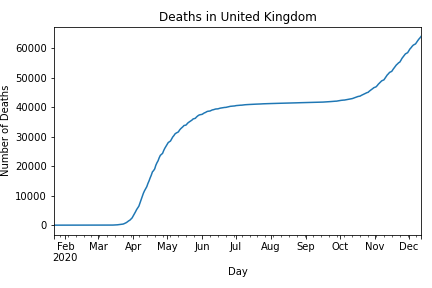 Deaths in United Kingdom
Number of Deaths
60000
50000
40000
30000
20000
10000
0
Feb Mar Apr May Jun Jul Aug Sep Oct Nov Dec
2020
Day